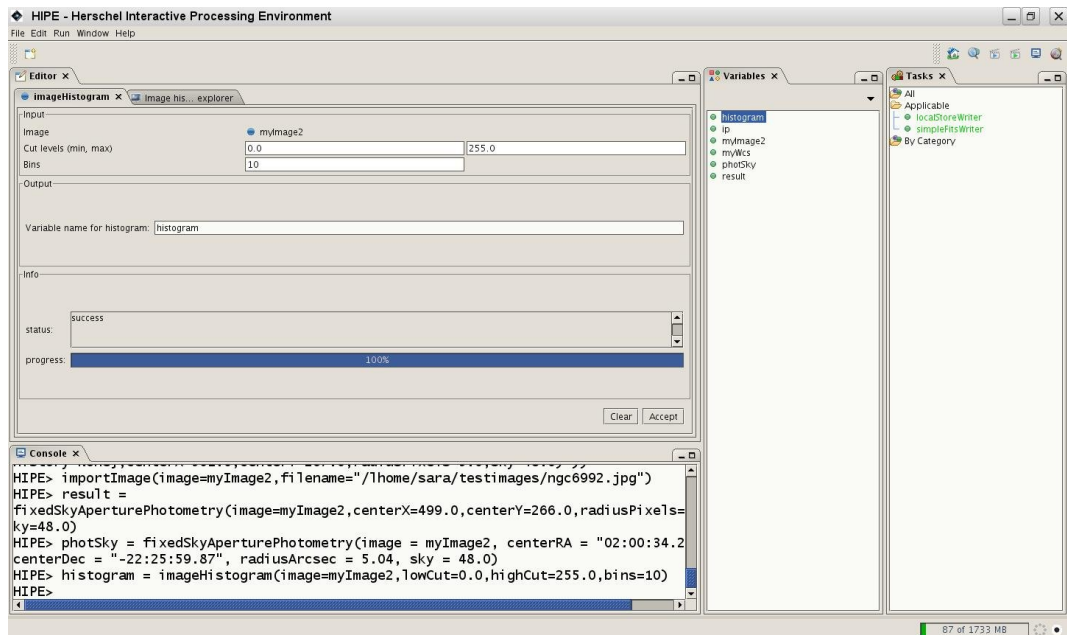 HIPE - Herschel Interactive Processing Environment
File Edit Run Window Help
Editor ×
imageHistogram × Image his... explorer
Input
Image myImage2
Cut levels (min, max) 0.0 255.0
Bins 10
Output
Variable name for histogram: histogram
Info
status: success
progress: 100%
Clear Accept
Console ×
HIPE> importImage(image=myImage2,filename="/lhome/sara/testimages/ngc6992.jpg")
HIPE> result =
fixedSkyAperturePhotometry(image=myImage2,centerX=499.0,centerY=266.0,radiusPixels=
ky=48.0)
HIPE> photSky = fixedSkyAperturePhotometry(image = myImage2, centerRA = "02:00:34.2
centerDec = "-22:25:59.87", radiusArcsec = 5.04, sky = 48.0)
HIPE> histogram = imageHistogram(image=myImage2,lowCut=0.0,highCut=255.0,bins=10)
HIPE>
Variables ×
histogram
ip
myImage2
myWcs
photSky
result
Tasks ×
All
Applicable
localStoreWriter
simpleFitsWriter
By Category
87 of 1733 MB